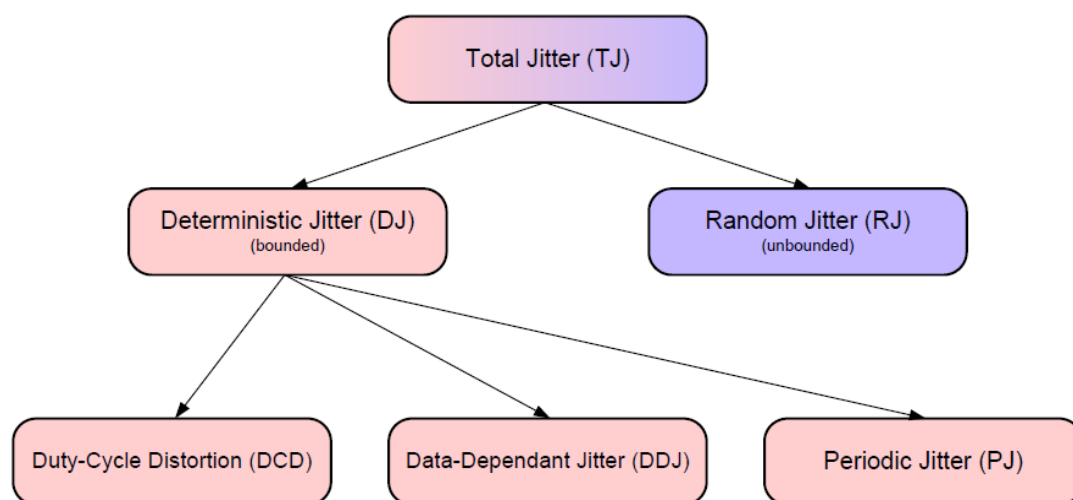 Total Jitter (TJ)
Deterministic Jitter (DJ)
(bounded)
Random Jitter (RJ)
(unbounded)
Duty-Cycle Distortion (DCD)
Data-Dependant Jitter (DDJ)
Periodic Jitter (PJ)